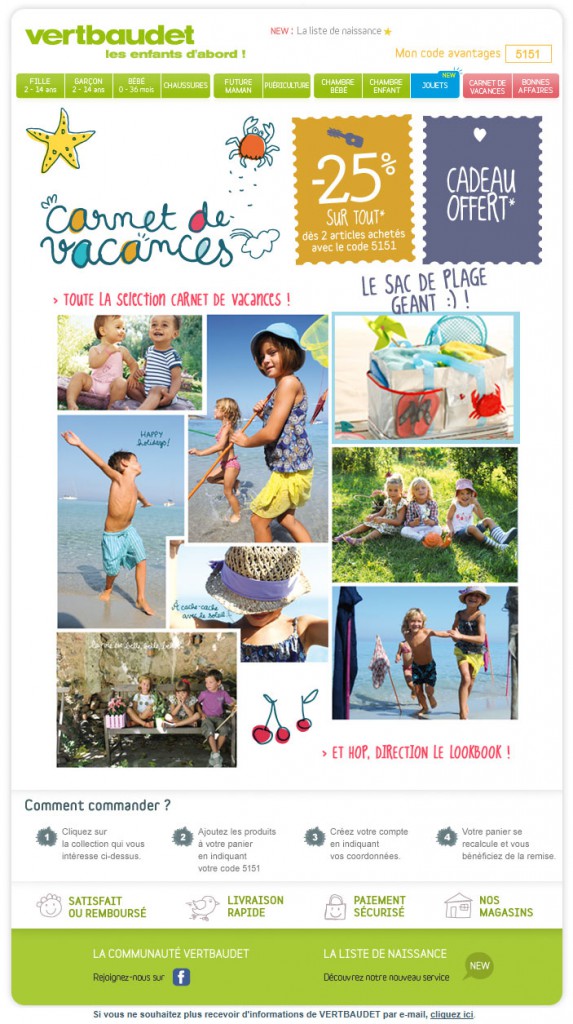 vertbaudet
les enfants d'abord !
NEW : La liste de naissance
Mon code avantages 5151
FILLE
2 - 14 ans
GARÇON
2 - 14 ans
BÉBÉ
0 - 36 mois
CHAUSSURES
FUTURE
MAMAN
PUÉRICULTURE
CHAMBRE
BÉBÉ
CHAMBRE
ENFANT
NEW
JOUETS
CARNET DE
VACANCES
BONNES
AFFAIRES
carnet de
vacances
-25%
SUR TOUT*
dès 2 articles achetés
avec le code 5151
CADEAU
OFFERT*
LE SAC DE PLAGE
GEANT :) !
> TOUTE LA SELECTION CARNET DE VACANCES !
HAPPY
holidays!
À cache-cache
avec le soleil !
> ET HOP, DIRECTION LE LOOKBOOK !
Comment commander ?
1
Cliquez sur
la collection qui vous
intéresse ci-dessus.
2
Ajoutez les produits
à votre panier
en indiquant
votre code 5151
3
Créez votre compte
en indiquant
vos coordonnées.
4
Votre panier se
recalcule et vous
bénéficiez de la remise.
SATISFAIT
OU REMBOURSÉ
LIVRAISON
RAPIDE
PAIEMENT
SÉCURISÉ
NOS
MAGASINS
LA COMMUNAUTÉ VERTBAUDET
Rejoignez-nous sur f
LA LISTE DE NAISSANCE
Découvrez notre nouveau service
NEW
Si vous ne souhaitez plus recevoir d'informations de VERTBAUDET par e-mail, cliquez ici.